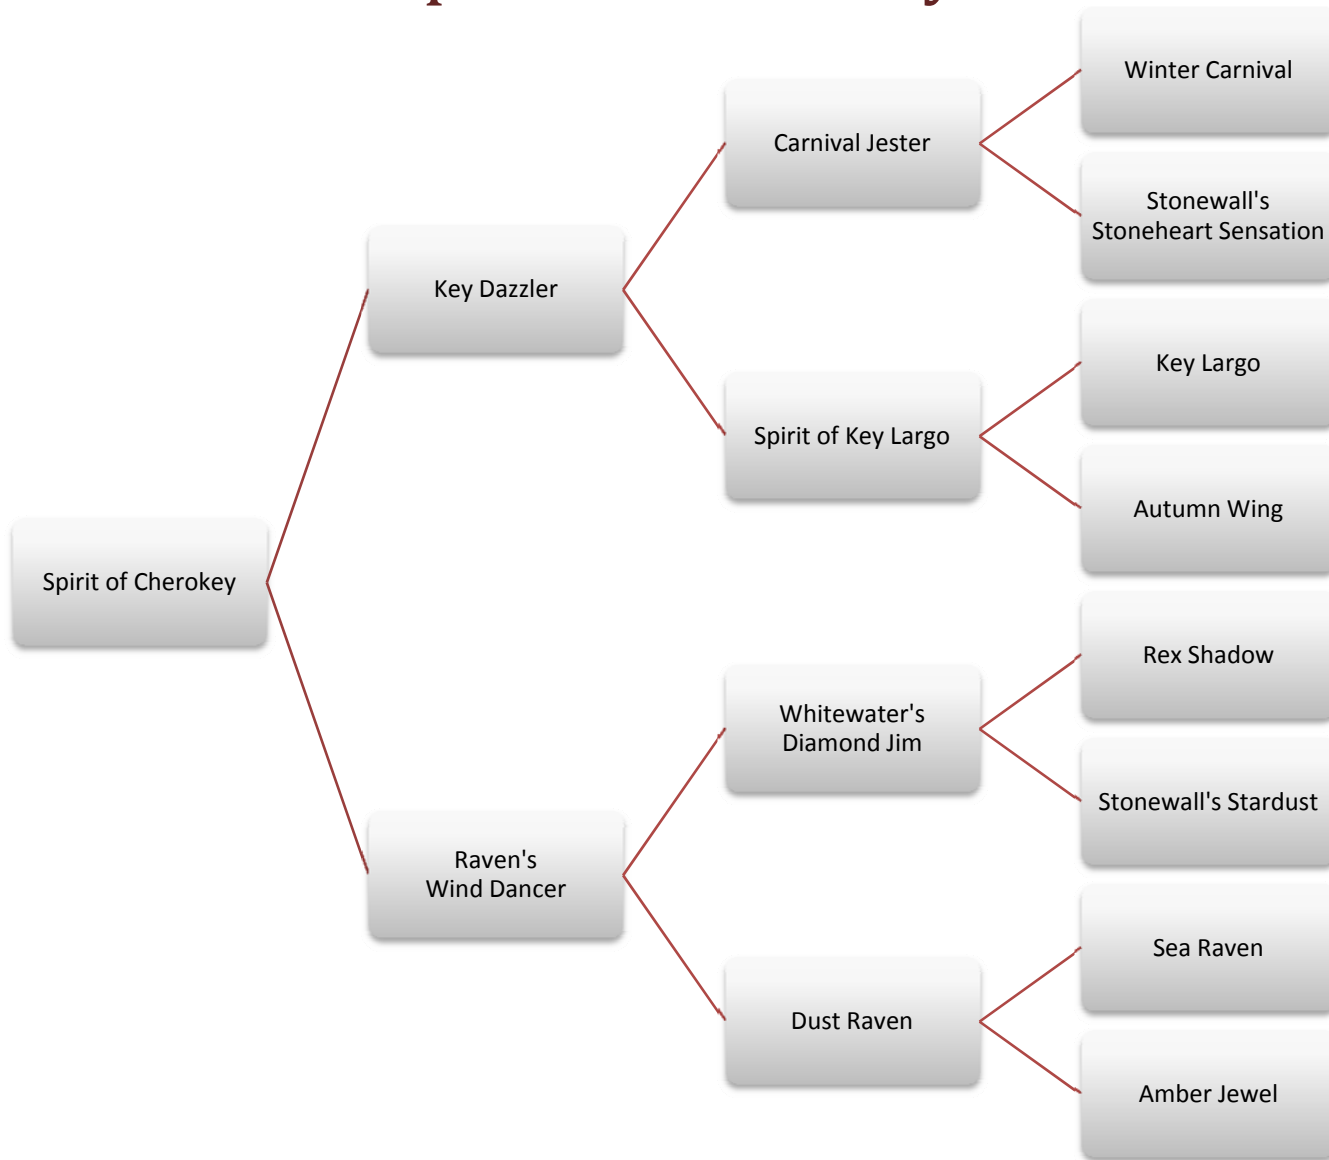 Winter Carnival
Carnival Jester
Stonewall's
Stoneheart Sensation
Key Dazzler
Key Largo
Spirit of Key Largo
Autumn Wing
Spirit of Cherokey
Rex Shadow
Whitewater's
Diamond Jim
Stonewall's Stardust
Raven's
Wind Dancer
Sea Raven
Dust Raven
Amber Jewel